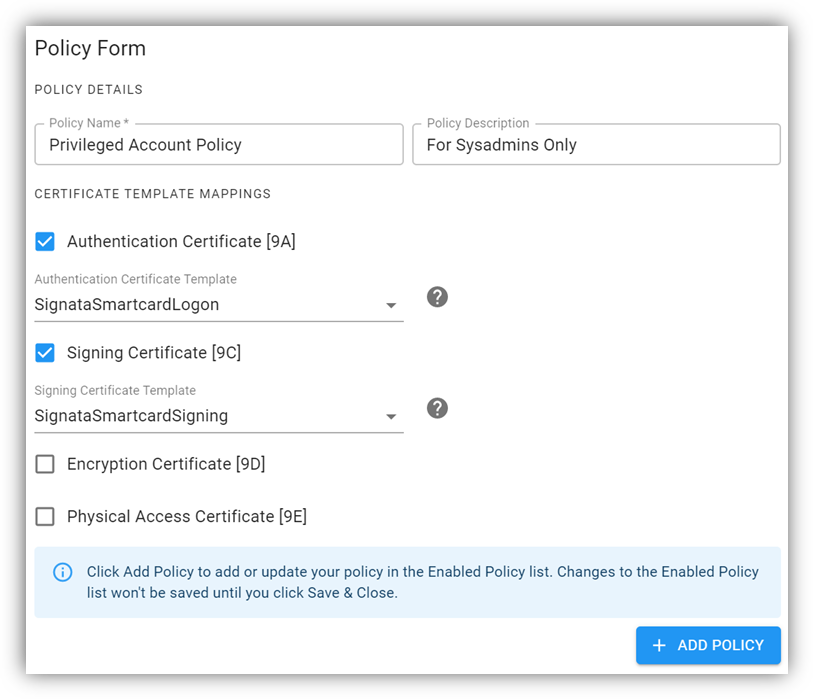 Policy Form
POLICY DETAILS
Policy Name *
Privileged Account Policy
Policy Description
For Sysadmins Only
CERTIFICATE TEMPLATE MAPPINGS
Authentication Certificate [9A]
Authentication Certificate Template
SignataSmartcardLogon
?
Signing Certificate [9C]
Signing Certificate Template
SignataSmartcardSigning
?
Encryption Certificate [9D]
Physical Access Certificate [9E]
Click Add Policy to add or update your policy in the Enabled Policy list. Changes to the Enabled Policy
list won't be saved until you click Save & Close.
+ ADD POLICY